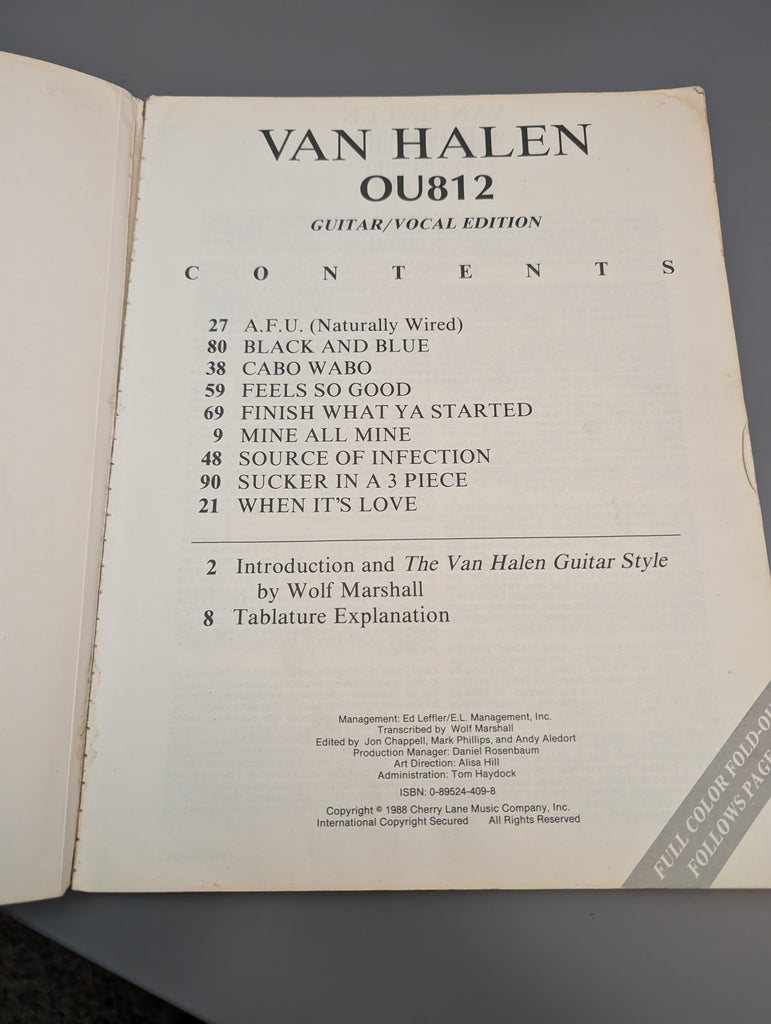 VAN HALEN
OU812
GUITAR/VOCAL EDITION
C O N T E N T S
27 A.F.U. (Naturally Wired)
80 BLACK AND BLUE
38 CABO WABO
59 FEELS SO GOOD
69 FINISH WHAT YA STARTED
9 MINE ALL MINE
48 SOURCE OF INFECTION
90 SUCKER IN A 3 PIECE
21 WHEN IT'S LOVE
2 Introduction and The Van Halen Guitar Style
by Wolf Marshall
8 Tablature Explanation
Management: Ed Leffler/E.L. Management, Inc.
Transcribed by Wolf Marshall
Edited by Jon Chappell, Mark Phillips, and Andy Aledort
Production Manager: Daniel Rosenbaum
Art Direction: Alisa Hill
Administration: Tom Haydock
ISBN: 0-89524-409-8
Copyright © 1988 Cherry Lane Music Company, Inc.
International Copyright Secured All Rights Reserved
FULL COLOR FOLD-OU
FOLLOWS PAGE